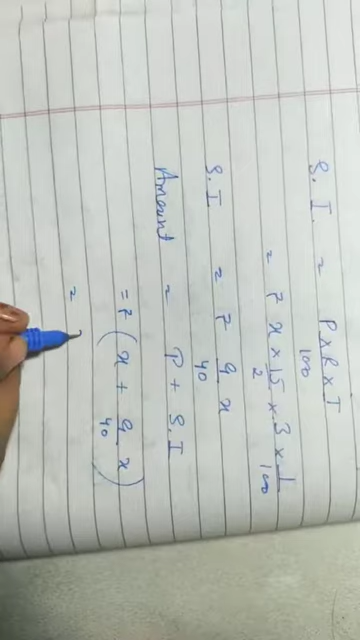 S.I. = P×R×T/100
= ₹ x × 15/2 × 3 × 1/100
S.I = ₹ 9/40 x
Amount = P + S.I
= ₹ (x + 9/40 x)
=